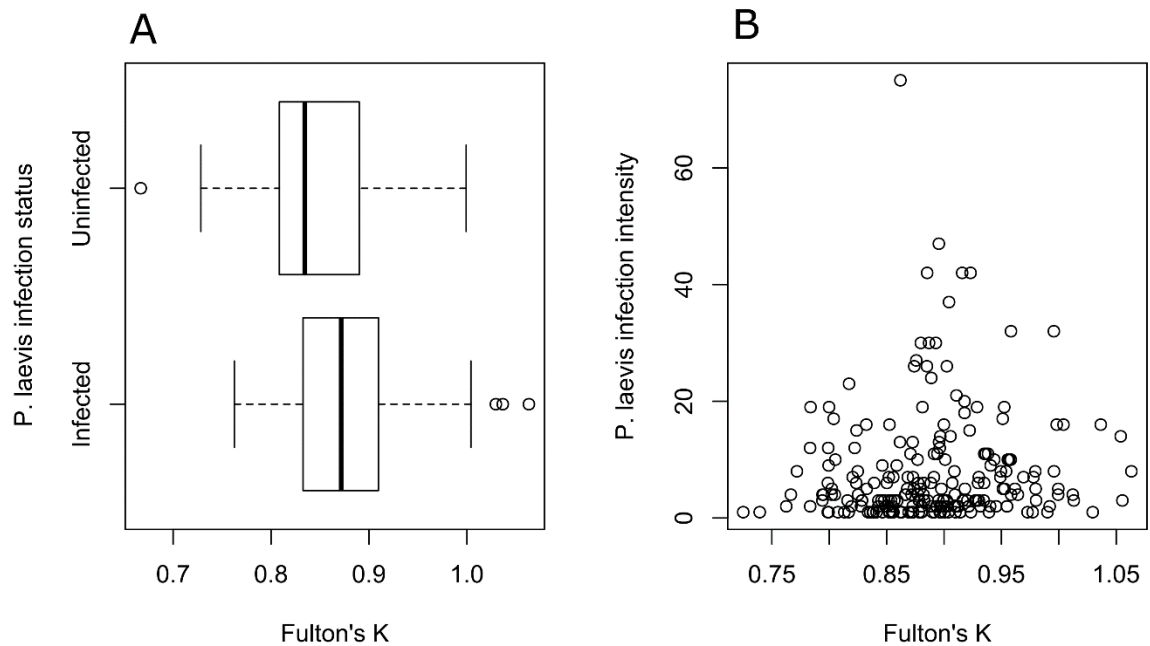 A
P. laevis infection status
Uninfected
Infected
0.7 0.8 0.9 1.0
Fulton's K
B
P. laevis infection intensity
60
40
20
0
0.75 0.85 0.95 1.05
Fulton's K